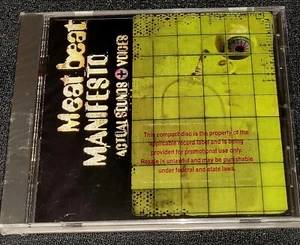 Meat beat
MANIFESTO
ACTUAL SOUNDS + VOICES
This compact disc is the property of the
applicable record label and is being
provided for promotional use only.
Resale is unlawful and may be punishable
under federal and state laws.